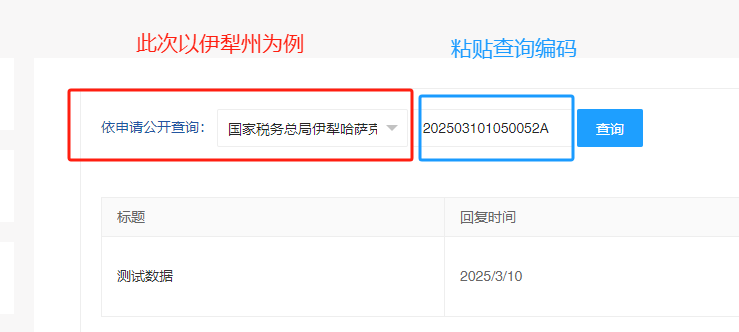 此次以伊犁州为例
粘贴查询编码
依申请公开查询： 国家税务总局伊犁哈萨克 202503101050052A 查询
标题 回复时间
测试数据 2025/3/10